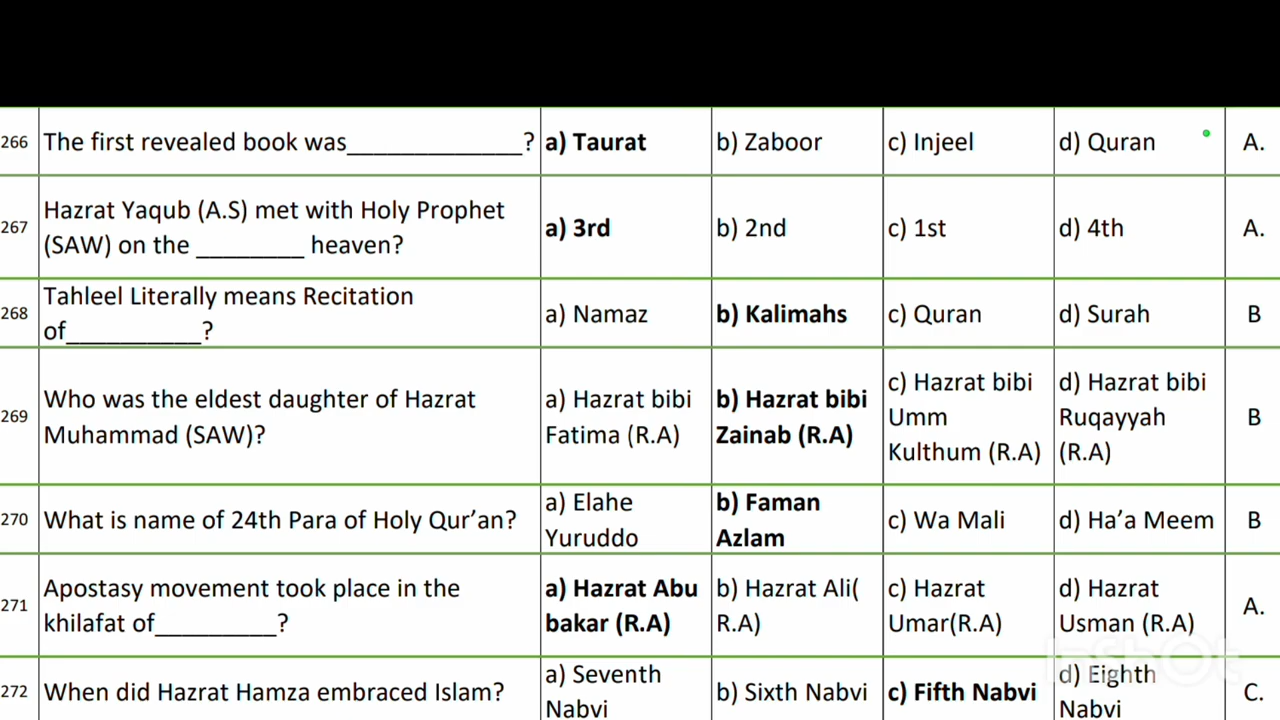 266 The first revealed book was_____________? a) Taurat b) Zaboor c) Injeel d) Quran A.
267 Hazrat Yaqub (A.S) met with Holy Prophet
(SAW) on the ________ heaven? a) 3rd b) 2nd c) 1st d) 4th A.
268 Tahleel Literally means Recitation
of__________? a) Namaz b) Kalimahs c) Quran d) Surah B
269 Who was the eldest daughter of Hazrat
Muhammad (SAW)?
a) Hazrat bibi
Fatima (R.A)
b) Hazrat bibi
Zainab (R.A)
c) Hazrat bibi
Umm
Kulthum (R.A)
d) Hazrat bibi
Ruqayyah
(R.A)
B
270 What is name of 24th Para of Holy Qur’an?
a) Elahe
Yuruddo
b) Faman
Azlam
c) Wa Mali
d) Ha’a Meem
B
271 Apostasy movement took place in the
khilafat of_________?
a) Hazrat Abu
bakar (R.A)
b) Hazrat Ali(
R.A)
c) Hazrat
Umar(R.A)
d) Hazrat
Usman (R.A)
A.
272 When did Hazrat Hamza embraced Islam?
a) Seventh
Nabvi
b) Sixth Nabvi
c) Fifth Nabvi
d) Eighth
Nabvi
C.
InShOt